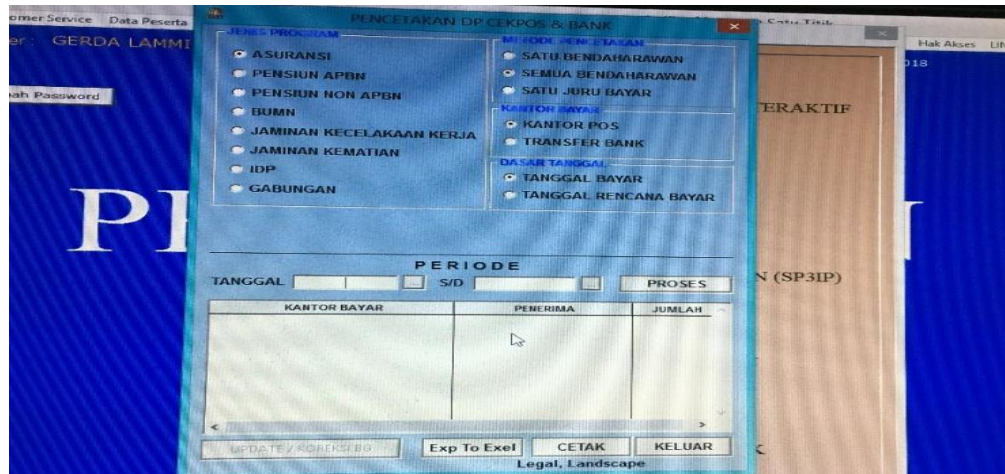 omer Service Data Peserta
PENCETAKAN DP CEKPOS & BANK
Satu Titik
Hak Akses
er : GERDA LAMMI
018
ah Password
JENIS PROGRAM
ASURANSI
PENSIUN APBN
PENSIUN NON APBN
BUMN
JAMINAN KECELAKAAN KERJA
JAMINAN KEMATIAN
IDP
GABUNGAN
METODE PENCETAKAN
SATU BENDAHARAWAN
SEMUA BENDAHARAWAN
SATU JURU BAYAR
KANTOR BAYAR
KANTOR POS
TRANSFER BANK
DASAR TANGGAL
TANGGAL BAYAR
TANGGAL RENCANA BAYAR
TERAKTIF
N (SP3IP)
PERIODE
TANGGAL ... S/D ... PROSES
KANTOR BAYAR PENERIMA JUMLAH
UPDATE / KOREKSI BG Exp To Exel CETAK KELUAR
Legal, Landscape